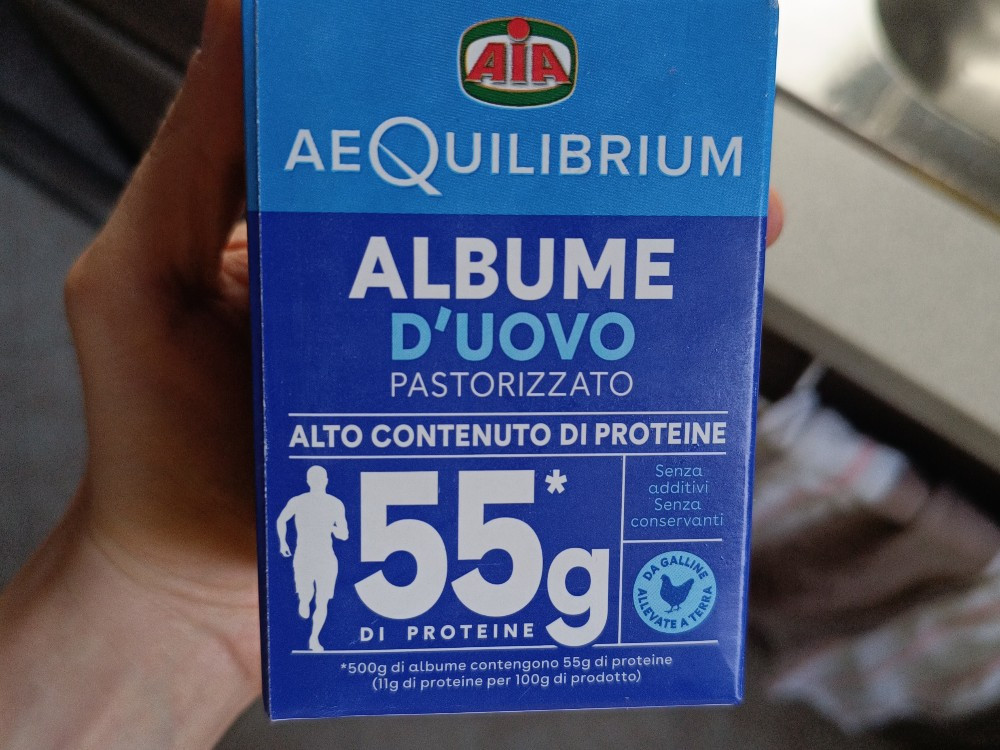 AIA
AEQUILIBRIUM
ALBUME
D'UOVO
PASTORIZZATO
ALTO CONTENUTO DI PROTEINE
55g*
DI PROTEINE
Senza
additivi
Senza
conservanti
DA GALLINE
ALLEVATE A TERRA
*500g di albume contengono 55g di proteine
(11g di proteine per 100g di prodotto)